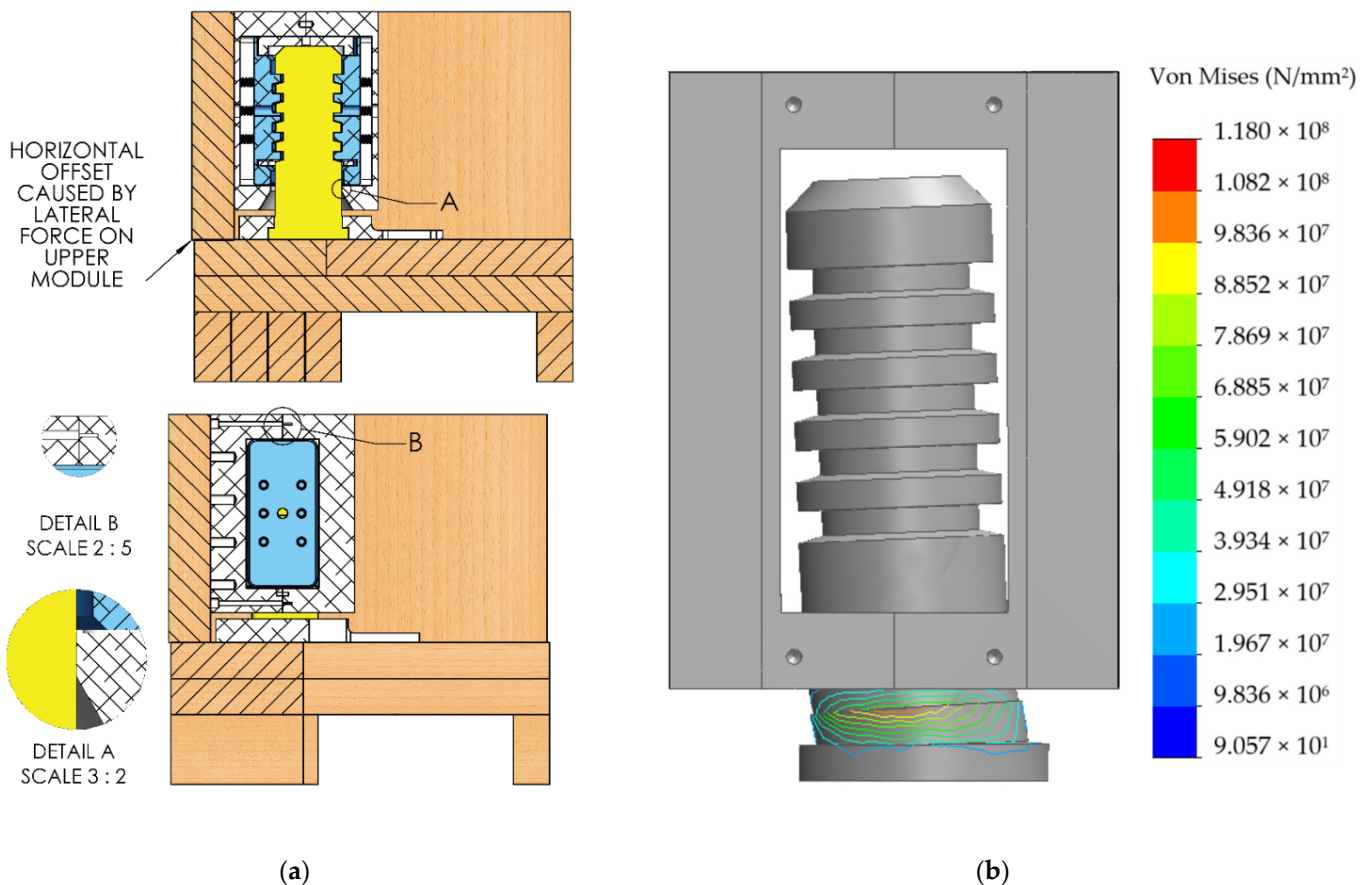 HORIZONTAL
OFFSET
CAUSED BY
LATERAL
FORCE ON
UPPER
MODULE
A
B
DETAIL B
SCALE 2 : 5
DETAIL A
SCALE 3 : 2
(a)
Von Mises (N/mm²)
1.180 × 10⁸
1.082 × 10⁸
9.836 × 10⁷
8.852 × 10⁷
7.869 × 10⁷
6.885 × 10⁷
5.902 × 10⁷
4.918 × 10⁷
3.934 × 10⁷
2.951 × 10⁷
1.967 × 10⁷
9.836 × 10⁶
9.057 × 10¹
(b)